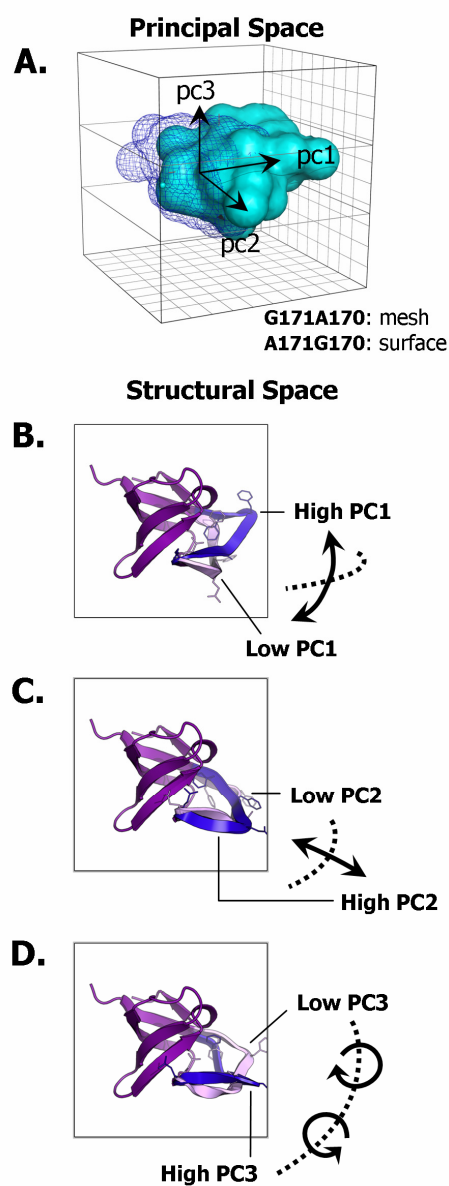 Principal Space
A.
pc3
pc1
pc2
G171A170: mesh
A171G170: surface
Structural Space
B.
High PC1
Low PC1
C.
Low PC2
High PC2
D.
Low PC3
High PC3